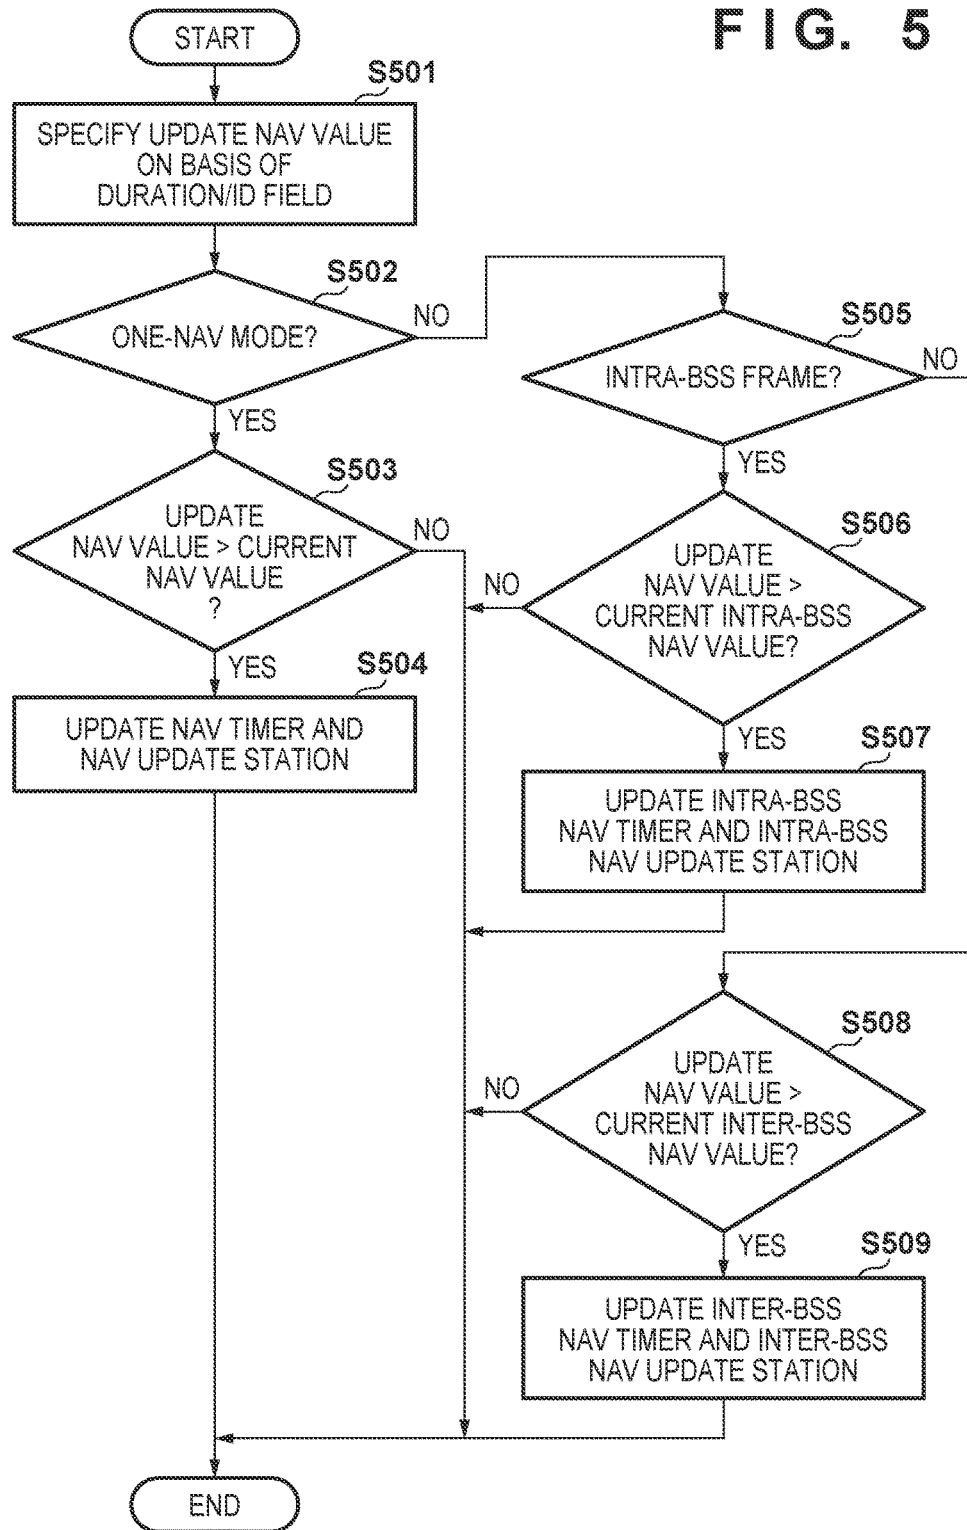 FIG. 5
START
S501
SPECIFY UPDATE NAV VALUE
ON BASIS OF
DURATION/ID FIELD
S502
ONE-NAV MODE?
NO
YES
S503
UPDATE
NAV VALUE > CURRENT
NAV VALUE
?
NO
YES
S504
UPDATE NAV TIMER AND
NAV UPDATE STATION
S505
INTRA-BSS FRAME?
NO
YES
S506
UPDATE
NAV VALUE >
CURRENT INTRA-BSS
NAV VALUE?
NO
YES
S507
UPDATE INTRA-BSS
NAV TIMER AND INTRA-BSS
NAV UPDATE STATION
S508
UPDATE
NAV VALUE >
CURRENT INTER-BSS
NAV VALUE?
NO
YES
S509
UPDATE INTER-BSS
NAV TIMER AND INTER-BSS
NAV UPDATE STATION
END